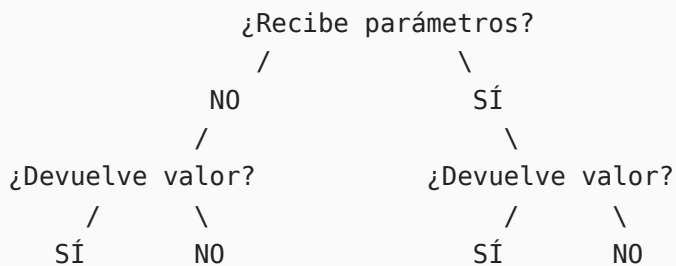 ¿Recibe parámetros?
/ \
NO SÍ
/ \
¿Devuelve valor? ¿Devuelve valor?
/ \ / \
SÍ NO SÍ NO